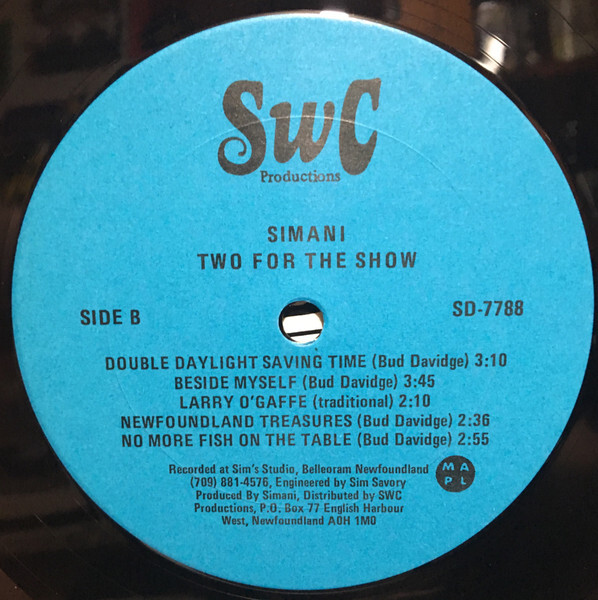 SWC
Productions
SIMANI
TWO FOR THE SHOW
SIDE B
SD-7788
DOUBLE DAYLIGHT SAVING TIME (Bud Davidge) 3:10
BESIDE MYSELF (Bud Davidge) 3:45
LARRY O'GAFFE (traditional) 2:10
NEWFOUNDLAND TREASURES (Bud Davidge) 2:36
NO MORE FISH ON THE TABLE (Bud Davidge) 2:55
Recorded at Sim's Studio, Belleoram Newfoundland
(709) 881-4576, Engineered by Sim Savory
Produced By Simani, Distributed by SWC
Productions, P.O. Box 77 English Harbour
West, Newfoundland A0H 1M0
M A
P L